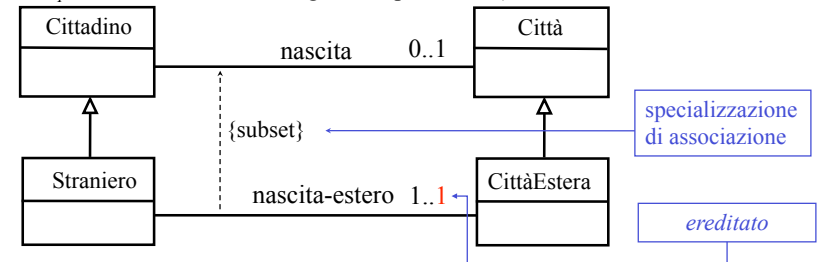 Cittadino
Città
nascita
0..1
{subset}
specializzazione
di associazione
Straniero
CittàEstera
nascita-estero
1..1
ereditato